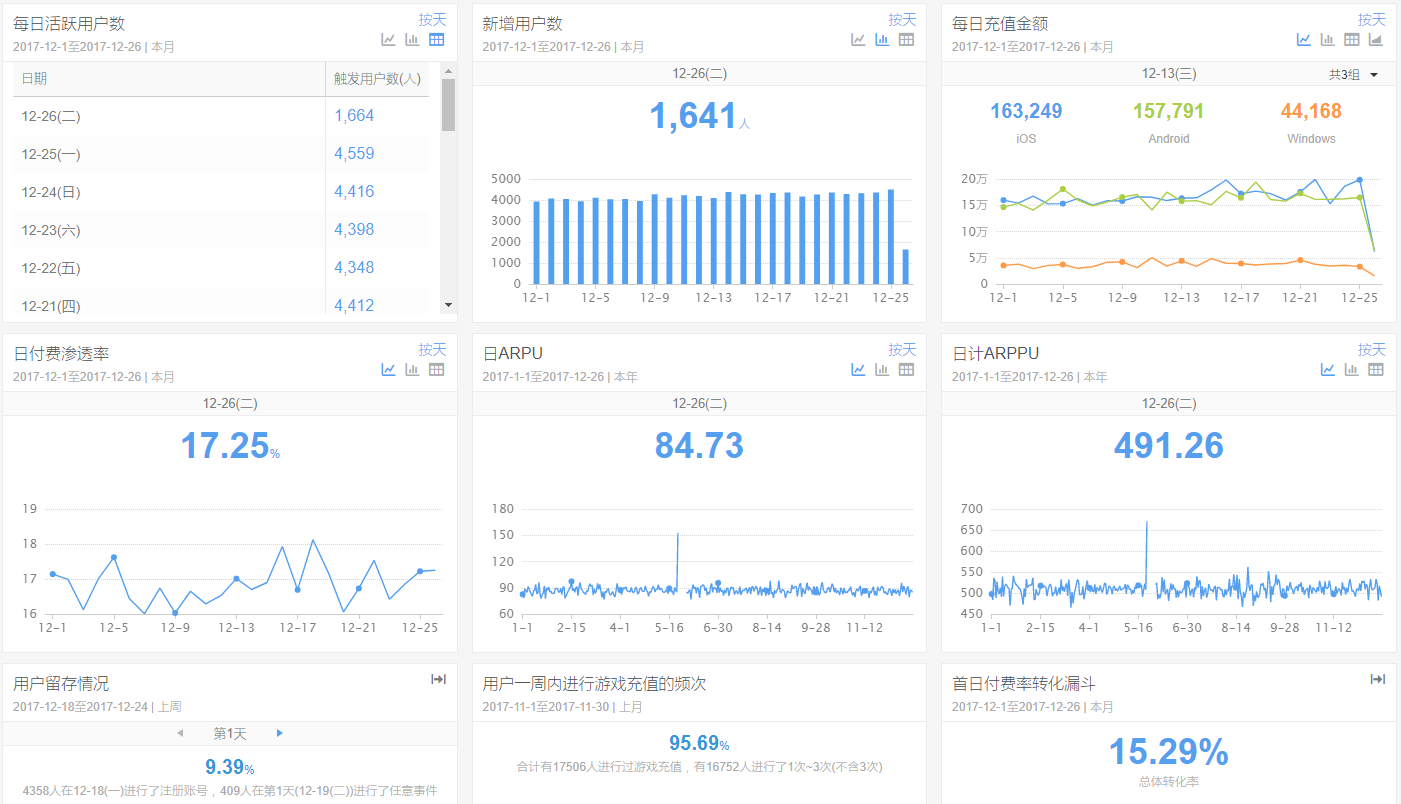 每日活跃用户数
按天
2017-12-1至2017-12-26 | 本月
日期 触发用户数(人)
12-26(二) 1,664
12-25(一) 4,559
12-24(日) 4,416
12-23(六) 4,398
12-22(五) 4,348
12-21(四) 4,412
新增用户数
按天
2017-12-1至2017-12-26 | 本月
12-26(二)
1,641人
5000
4000
3000
2000
1000
0
12-1 12-5 12-9 12-13 12-17 12-21 12-25
每日充值金额
按天
2017-12-1至2017-12-26 | 本月
12-13(三) 共3组
163,249 157,791 44,168
iOS Android Windows
20万
15万
10万
5万
0
12-1 12-5 12-9 12-13 12-17 12-21 12-25
日付费渗透率
按天
2017-12-1至2017-12-26 | 本月
12-26(二)
17.25%
19
18
17
16
12-1 12-5 12-9 12-13 12-17 12-21 12-25
日ARPU
按天
2017-1-1至2017-12-26 | 本年
12-26(二)
84.73
180
150
120
90
60
1-1 2-15 4-1 5-16 6-30 8-14 9-28 11-12
日计ARPPU
按天
2017-1-1至2017-12-26 | 本年
12-26(二)
491.26
700
650
600
550
500
450
1-1 2-15 4-1 5-16 6-30 8-14 9-28 11-12
用户留存情况
2017-12-18至2017-12-24 | 上周
第1天
9.39%
4358人在12-18(一)进行了注册账号，409人在第1天(12-19(二))进行了任意事件
用户一周内进行游戏充值的频次
2017-11-1至2017-11-30 | 上月
95.69%
合计有17506人进行过游戏充值，有16752人进行了1次~3次(不含3次)
首日付费率转化漏斗
2017-12-1至2017-12-26 | 本月
15.29%
总体转化率